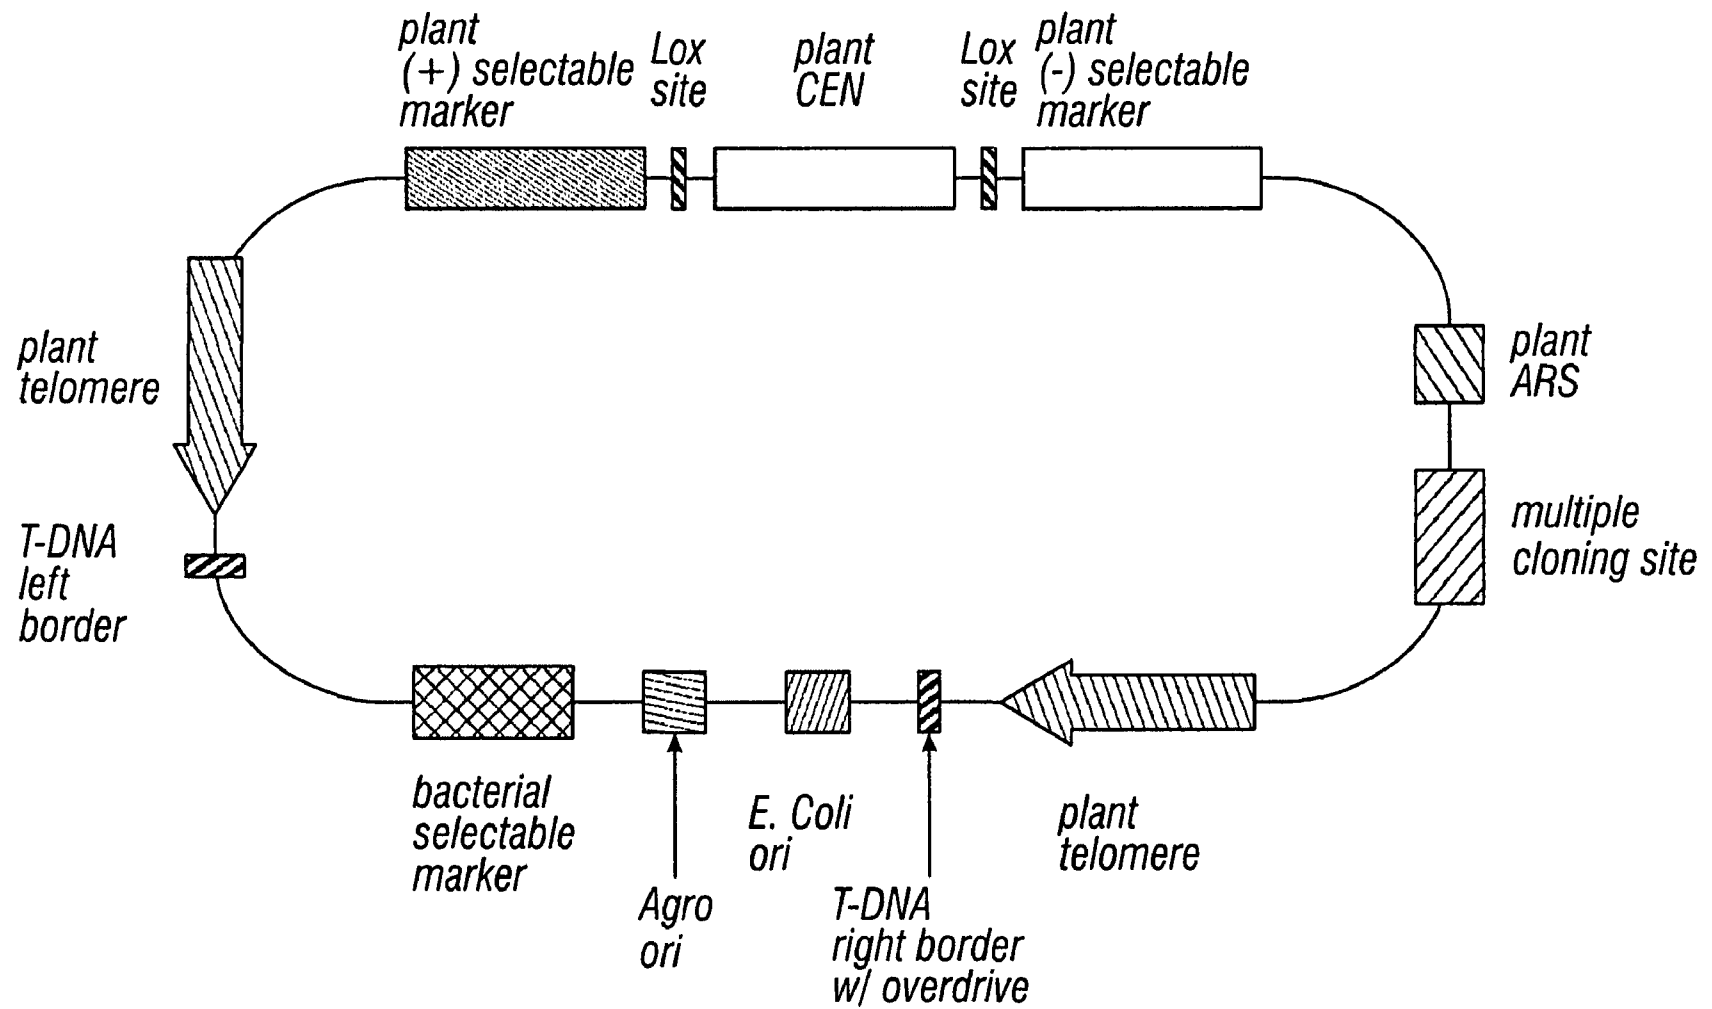 plant
(+) selectable
marker
Lox
site
plant
CEN
Lox
site
plant
(-) selectable
marker
plant
telomere
plant
ARS
T-DNA
left
border
multiple
cloning site
bacterial
selectable
marker
Agro
ori
E. Coli
ori
T-DNA
right border
w/ overdrive
plant
telomere